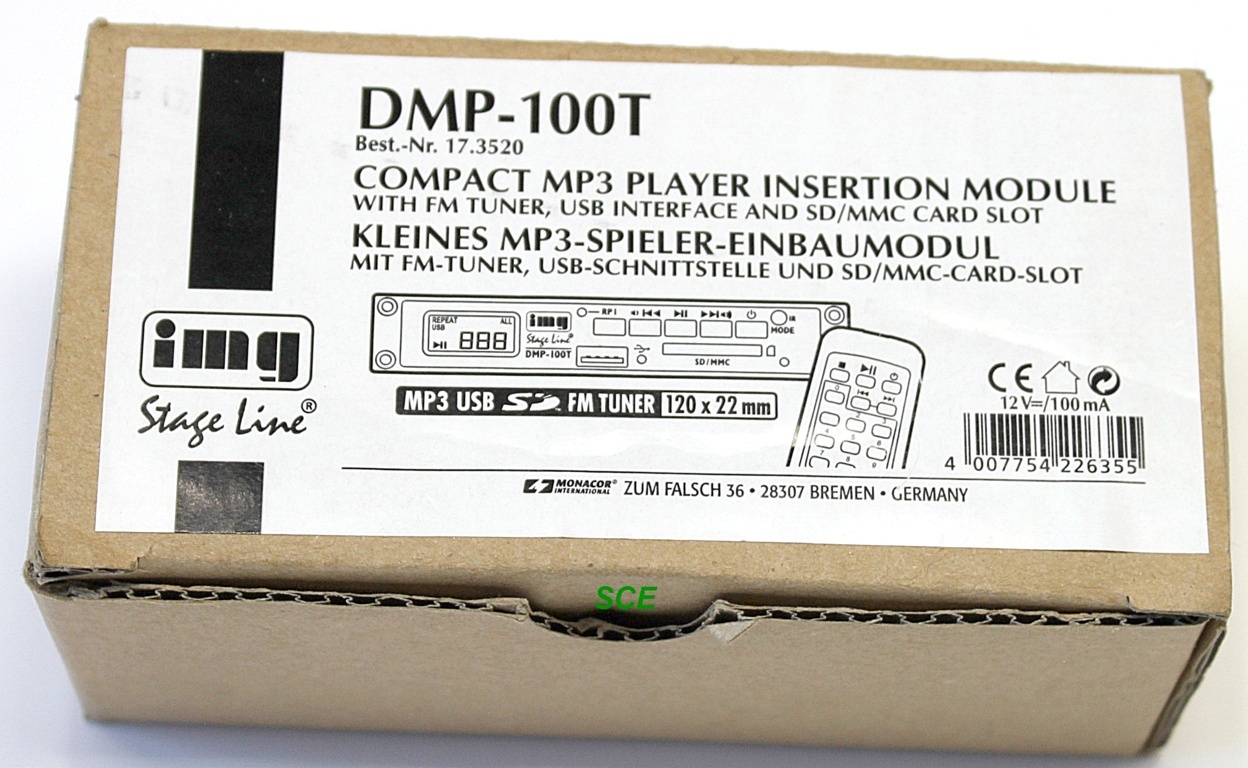 DMP-100T
Best.-Nr. 17.3520
COMPACT MP3 PLAYER INSERTION MODULE
WITH FM TUNER, USB INTERFACE AND SD/MMC CARD SLOT
KLEINES MP3-SPIELER-EINBAUMODUL
MIT FM-TUNER, USB-SCHNITTSTELLE UND SD/MMC-CARD-SLOT
img
Stage Line®
REPEAT ALL
USB
888
img
Stage Line
DMP-100T
RPT
IR
MODE
SD/MMC
MP3 USB SD FM TUNER 120 x 22 mm
CE
12 V=/100 mA
4 007754 226355
MONACOR® INTERNATIONAL ZUM FALSCH 36 • 28307 BREMEN • GERMANY
SCE